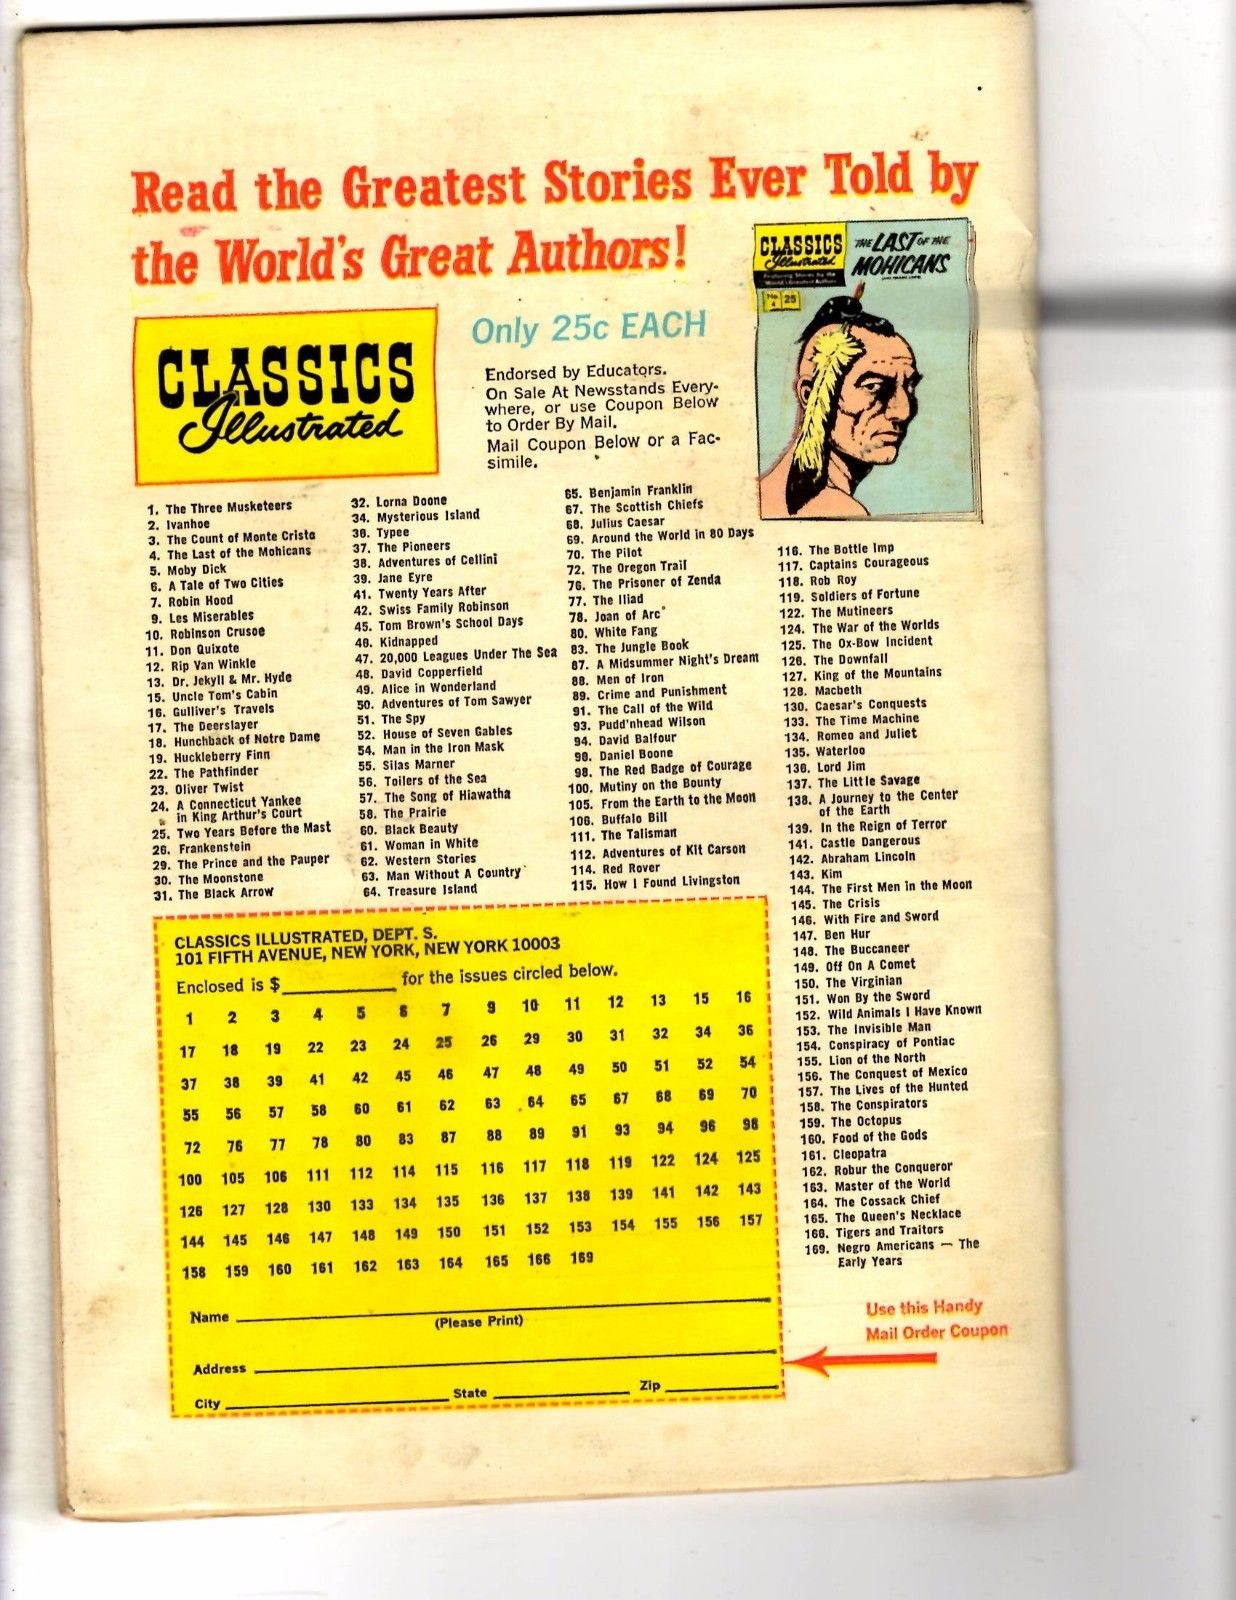 Read the Greatest Stories Ever Told by
the World's Great Authors!
CLASSICS
Illustrated
Only 25c EACH
Endorsed by Educators.
On Sale At Newsstands Every-
where, or use Coupon Below
to Order By Mail.
Mail Coupon Below or a Fac-
simile.
CLASSICS
Illustrated
Featuring Stories by the
World's Greatest Authors
No. 4 25
THE LAST OF THE
MOHICANS
1. The Three Musketeers
2. Ivanhoe
3. The Count of Monte Cristo
4. The Last of the Mohicans
5. Moby Dick
6. A Tale of Two Cities
7. Robin Hood
9. Les Miserables
10. Robinson Crusoe
11. Don Quixote
12. Rip Van Winkle
13. Dr. Jekyll & Mr. Hyde
15. Uncle Tom's Cabin
16. Gulliver's Travels
17. The Deerslayer
18. Hunchback of Notre Dame
19. Huckleberry Finn
22. The Pathfinder
23. Oliver Twist
24. A Connecticut Yankee
in King Arthur's Court
25. Two Years Before the Mast
26. Frankenstein
29. The Prince and the Pauper
30. The Moonstone
31. The Black Arrow
32. Lorna Doone
34. Mysterious Island
36. Typee
37. The Pioneers
38. Adventures of Cellini
39. Jane Eyre
41. Twenty Years After
42. Swiss Family Robinson
45. Tom Brown's School Days
46. Kidnapped
47. 20,000 Leagues Under The Sea
48. David Copperfield
49. Alice in Wonderland
50. Adventures of Tom Sawyer
51. The Spy
52. House of Seven Gables
54. Man in the Iron Mask
55. Silas Marner
56. Toilers of the Sea
57. The Song of Hiawatha
58. The Prairie
60. Black Beauty
61. Woman in White
62. Western Stories
63. Man Without A Country
64. Treasure Island
65. Benjamin Franklin
67. The Scottish Chiefs
68. Julius Caesar
69. Around the World in 80 Days
70. The Pilot
72. The Oregon Trail
76. The Prisoner of Zenda
77. The Iliad
78. Joan of Arc
80. White Fang
83. The Jungle Book
87. A Midsummer Night's Dream
88. Men of Iron
89. Crime and Punishment
91. The Call of the Wild
93. Pudd'nhead Wilson
94. David Balfour
96. Daniel Boone
98. The Red Badge of Courage
100. Mutiny on the Bounty
105. From the Earth to the Moon
106. Buffalo Bill
111. The Talisman
112. Adventures of Kit Carson
114. Red Rover
115. How I Found Livingston
116. The Bottle Imp
117. Captains Courageous
118. Rob Roy
119. Soldiers of Fortune
122. The Mutineers
124. The War of the Worlds
125. The Ox-Bow Incident
126. The Downfall
127. King of the Mountains
128. Macbeth
130. Caesar's Conquests
133. The Time Machine
134. Romeo and Juliet
135. Waterloo
136. Lord Jim
137. The Little Savage
138. A Journey to the Center
of the Earth
139. In the Reign of Terror
141. Castle Dangerous
142. Abraham Lincoln
143. Kim
144. The First Men in the Moon
145. The Crisis
146. With Fire and Sword
147. Ben Hur
148. The Buccaneer
149. Off On A Comet
150. The Virginian
151. Won By the Sword
152. Wild Animals I Have Known
153. The Invisible Man
154. Conspiracy of Pontiac
155. Lion of the North
156. The Conquest of Mexico
157. The Lives of the Hunted
158. The Conspirators
159. The Octopus
160. Food of the Gods
161. Cleopatra
162. Robur the Conqueror
163. Master of the World
164. The Cossack Chief
165. The Queen's Necklace
166. Tigers and Traitors
169. Negro Americans — The
Early Years
CLASSICS ILLUSTRATED, DEPT. S.
101 FIFTH AVENUE, NEW YORK, NEW YORK 10003
Enclosed is $ for the issues circled below.
1 2 3 4 5 6 7 9 10 11 12 13 15 16
17 18 19 22 23 24 25 26 29 30 31 32 34 36
37 38 39 41 42 45 46 47 48 49 50 51 52 54
55 56 57 58 60 61 62 63 64 65 67 68 69 70
72 76 77 78 80 83 87 88 89 91 93 94 96 98
100 105 106 111 112 114 115 116 117 118 119 122 124 125
126 127 128 130 133 134 135 136 137 138 139 141 142 143
144 145 146 147 148 149 150 151 152 153 154 155 156 157
158 159 160 161 162 163 164 165 166 169
Name
(Please Print)
Address
City State Zip
Use this Handy
Mail Order Coupon